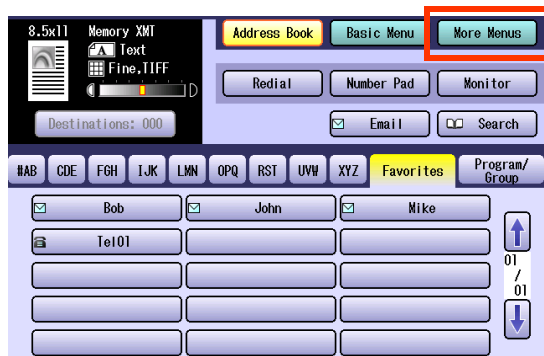 8.5x11 Memory XMT
A Text
Fine,TIFF
D
Destinations: 000
Address Book Basic Menu More Menus
Redial Number Pad Monitor
Email Search
#AB CDE FGH IJK LMN OPQ RST UVW XYZ Favorites Program/
Group
Bob John Mike
Tel01
01
/
01